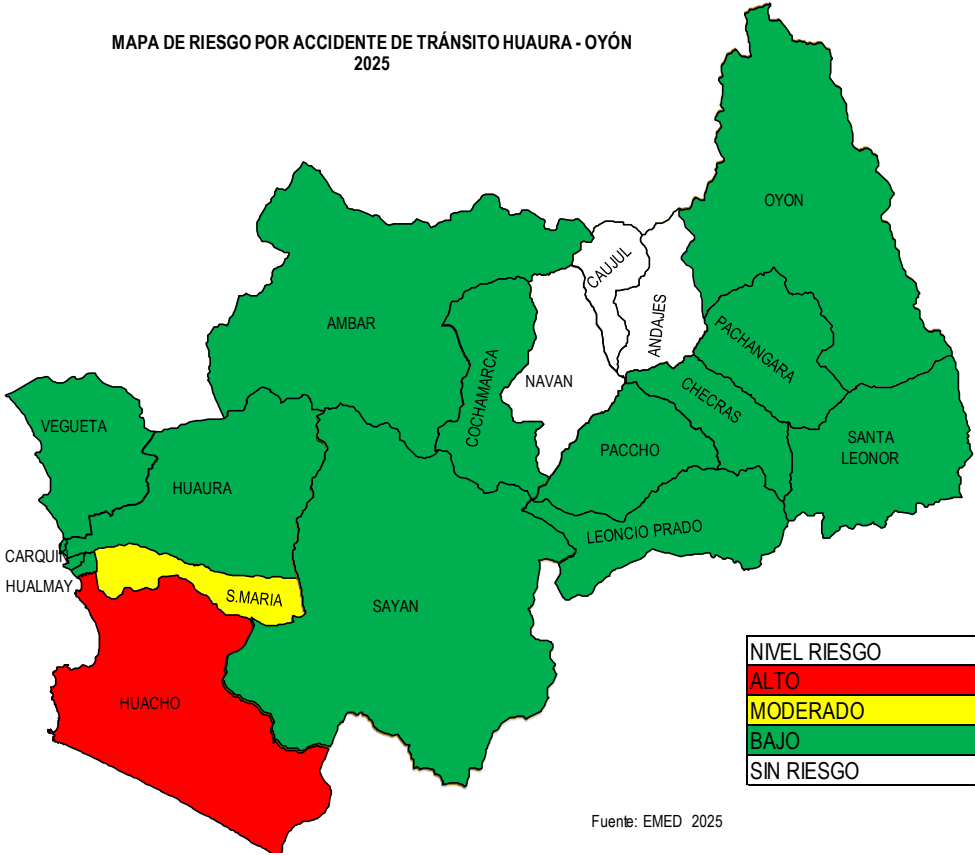 MAPA DE RIESGO POR ACCIDENTE DE TRÁNSITO HUAURA - OYÓN
2025
OYON
CAUJUL
ANDAJES
AMBAR
PACHANGARA
COCHAMARCA
NAVAN
CHECRAS
VEGUETA
SANTA
LEONOR
PACCHO
HUAURA
LEONCIO PRADO
CARQUIN
HUALMAY
S.MARIA
SAYAN
HUACHO
NIVEL RIESGO
ALTO
MODERADO
BAJO
SIN RIESGO
Fuente: EMED 2025